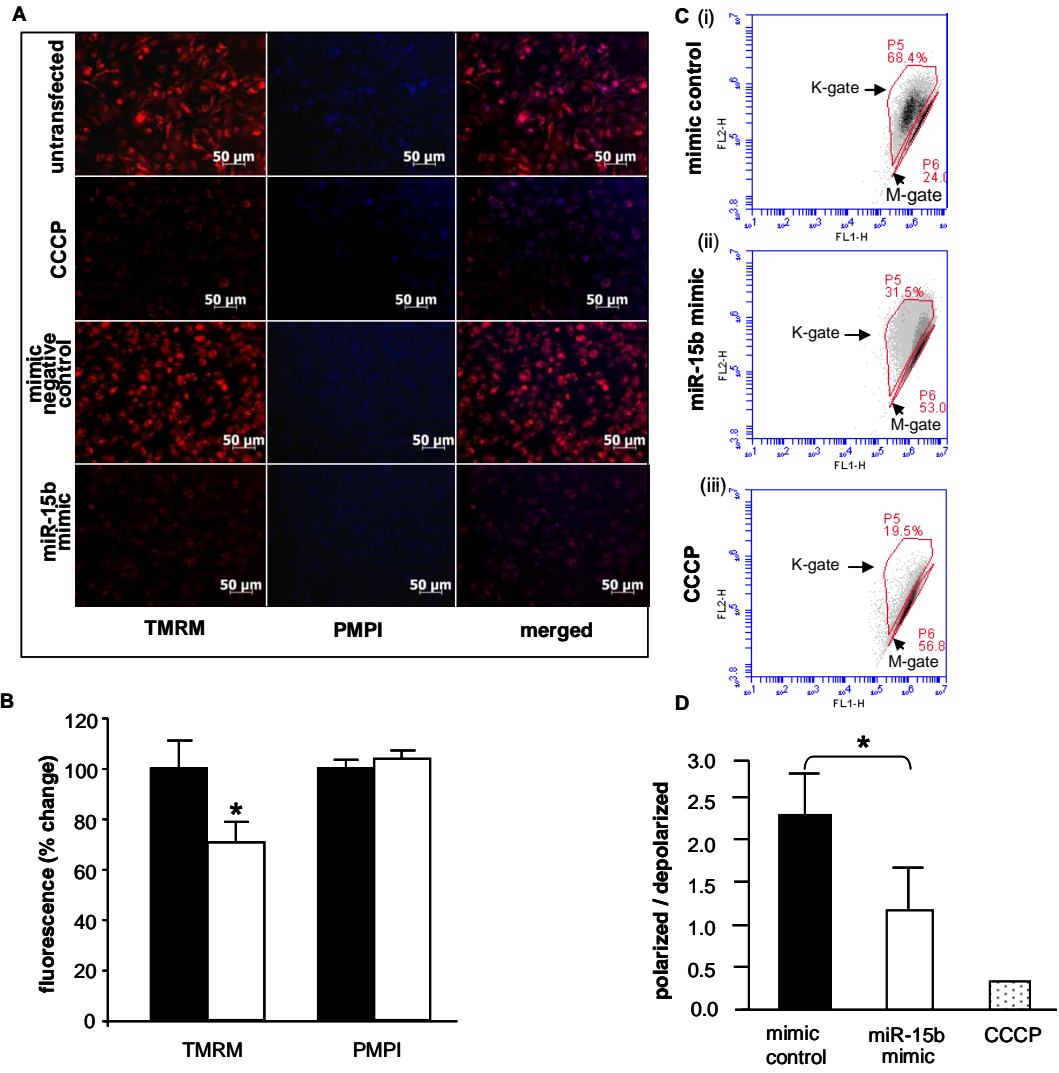 A
untransfected
50 µm
50 µm
50 µm
CCCP
50 µm
50 µm
50 µm
mimic
negative
control
50 µm
50 µm
50 µm
miR-15b
mimic
50 µm
50 µm
50 µm
TMRM
PMPI
merged
B
fluorescence (% change)
120
100
80
60
40
20
0
TMRM
*
PMPI
C (i)
mimic control
P5
68.4%
K-gate
P6
24.0
M-gate
FL2-H
FL1-H
(ii)
miR-15b mimic
P5
31.5%
K-gate
P6
53.0
M-gate
FL2-H
FL1-H
(iii)
CCCP
P5
19.5%
K-gate
P6
56.8
M-gate
FL2-H
FL1-H
D
polarized / depolarized
3.0
2.5
2.0
1.5
1.0
0.5
0.0
*
mimic
control
miR-15b
mimic
CCCP